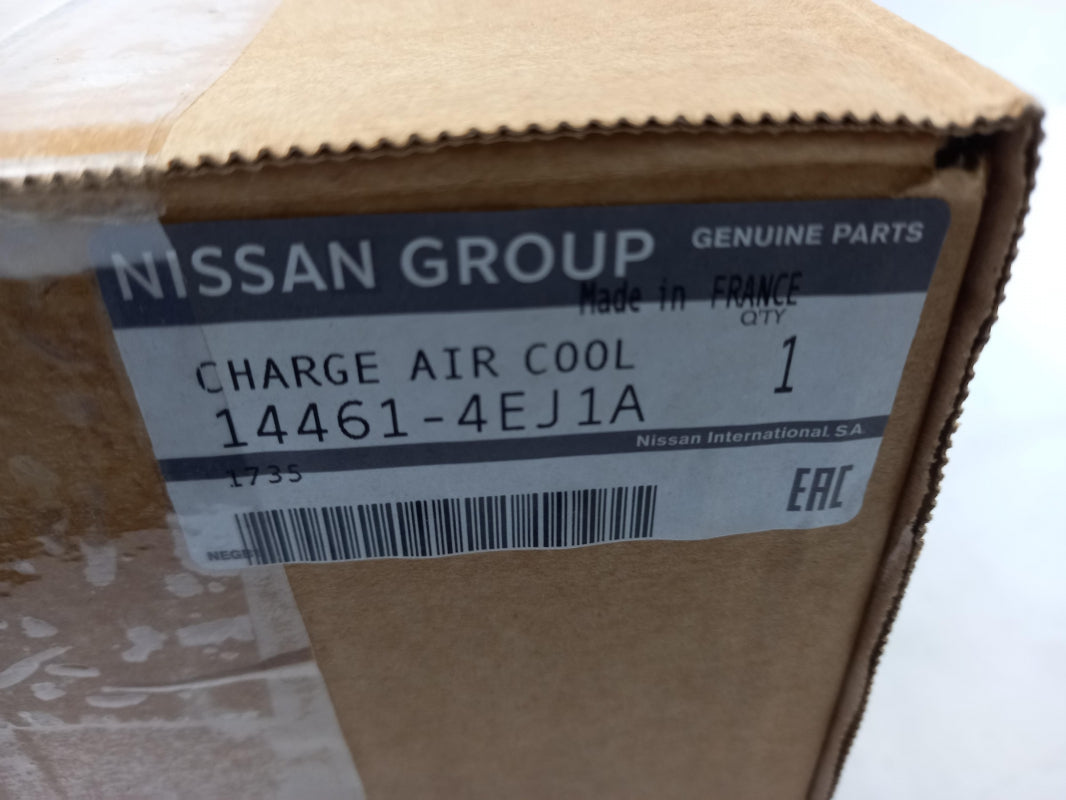 NISSAN GROUP
GENUINE PARTS
Made in FRANCE
Q'TY
CHARGE AIR COOL
1
14461-4EJ1A
Nissan International. SA.
1735
EAC